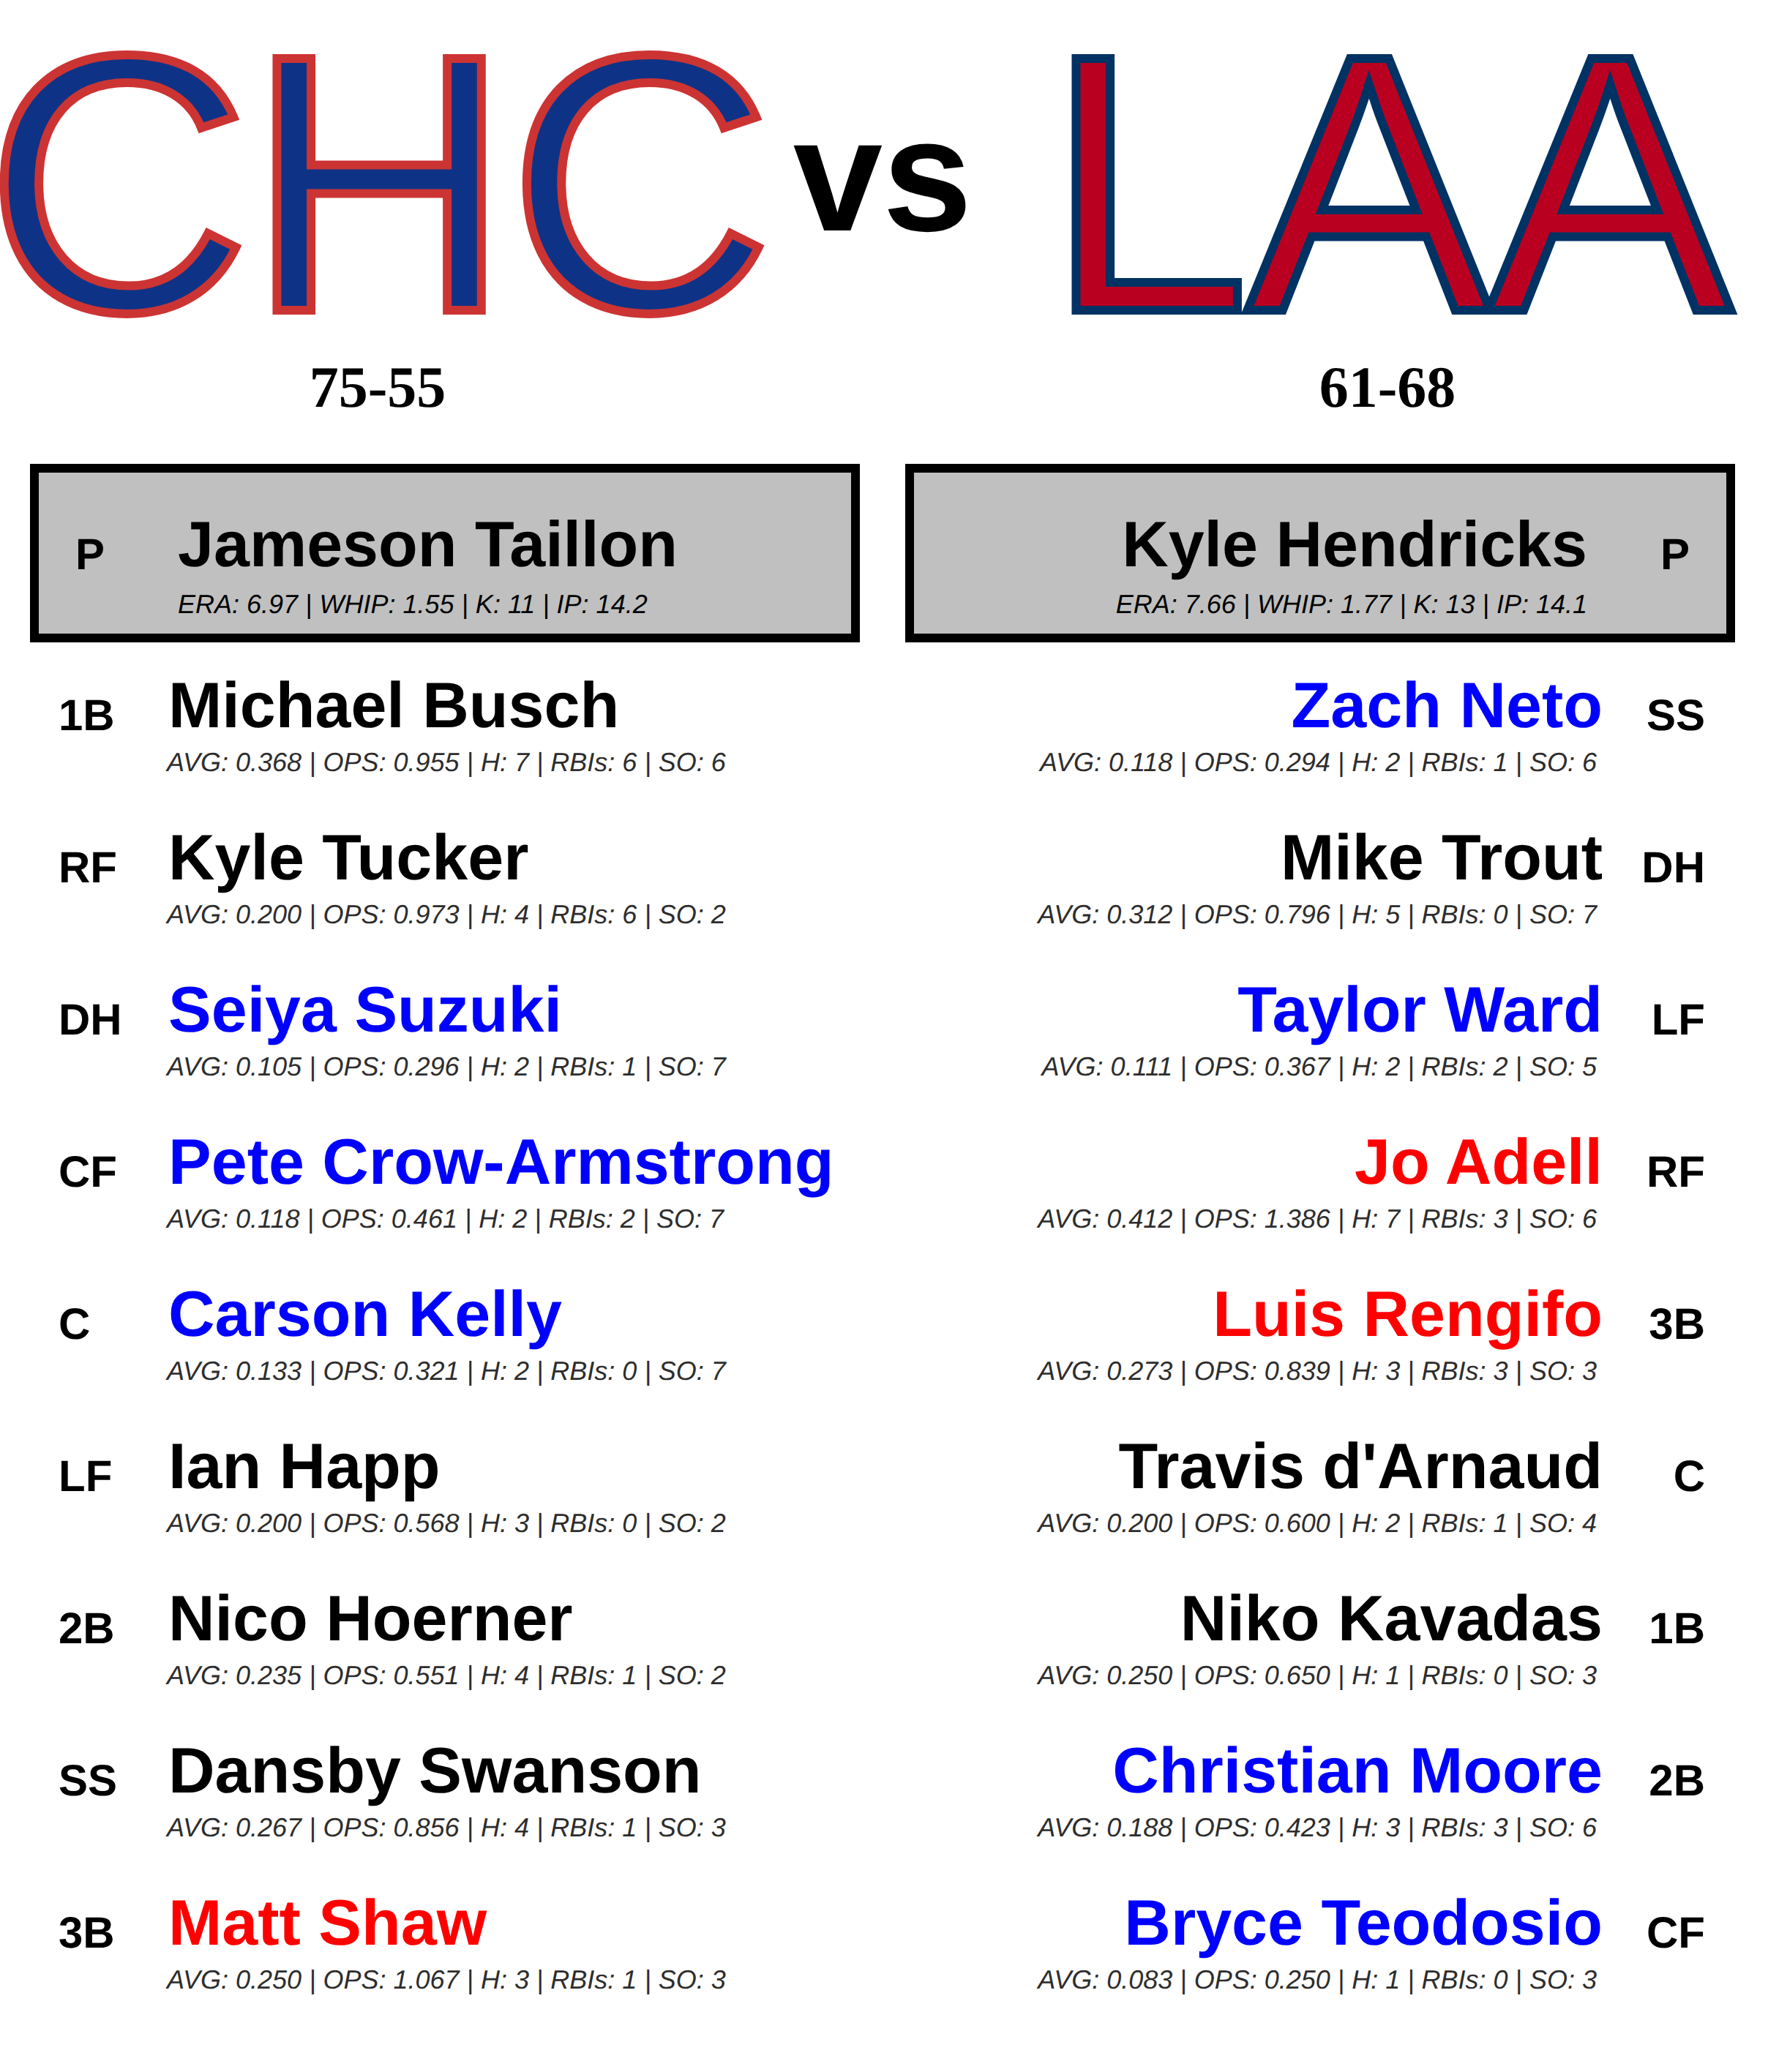 CHC vs LAA
75-55
61-68
P Jameson Taillon
ERA: 6.97 | WHIP: 1.55 | K: 11 | IP: 14.2
Kyle Hendricks P
ERA: 7.66 | WHIP: 1.77 | K: 13 | IP: 14.1
1B Michael Busch
AVG: 0.368 | OPS: 0.955 | H: 7 | RBIs: 6 | SO: 6
RF Kyle Tucker
AVG: 0.200 | OPS: 0.973 | H: 4 | RBIs: 6 | SO: 2
DH Seiya Suzuki
AVG: 0.105 | OPS: 0.296 | H: 2 | RBIs: 1 | SO: 7
CF Pete Crow-Armstrong
AVG: 0.118 | OPS: 0.461 | H: 2 | RBIs: 2 | SO: 7
C Carson Kelly
AVG: 0.133 | OPS: 0.321 | H: 2 | RBIs: 0 | SO: 7
LF Ian Happ
AVG: 0.200 | OPS: 0.568 | H: 3 | RBIs: 0 | SO: 2
2B Nico Hoerner
AVG: 0.235 | OPS: 0.551 | H: 4 | RBIs: 1 | SO: 2
SS Dansby Swanson
AVG: 0.267 | OPS: 0.856 | H: 4 | RBIs: 1 | SO: 3
3B Matt Shaw
AVG: 0.250 | OPS: 1.067 | H: 3 | RBIs: 1 | SO: 3
Zach Neto SS
AVG: 0.118 | OPS: 0.294 | H: 2 | RBIs: 1 | SO: 6
Mike Trout DH
AVG: 0.312 | OPS: 0.796 | H: 5 | RBIs: 0 | SO: 7
Taylor Ward LF
AVG: 0.111 | OPS: 0.367 | H: 2 | RBIs: 2 | SO: 5
Jo Adell RF
AVG: 0.412 | OPS: 1.386 | H: 7 | RBIs: 3 | SO: 6
Luis Rengifo 3B
AVG: 0.273 | OPS: 0.839 | H: 3 | RBIs: 3 | SO: 3
Travis d'Arnaud C
AVG: 0.200 | OPS: 0.600 | H: 2 | RBIs: 1 | SO: 4
Niko Kavadas 1B
AVG: 0.250 | OPS: 0.650 | H: 1 | RBIs: 0 | SO: 3
Christian Moore 2B
AVG: 0.188 | OPS: 0.423 | H: 3 | RBIs: 3 | SO: 6
Bryce Teodosio CF
AVG: 0.083 | OPS: 0.250 | H: 1 | RBIs: 0 | SO: 3